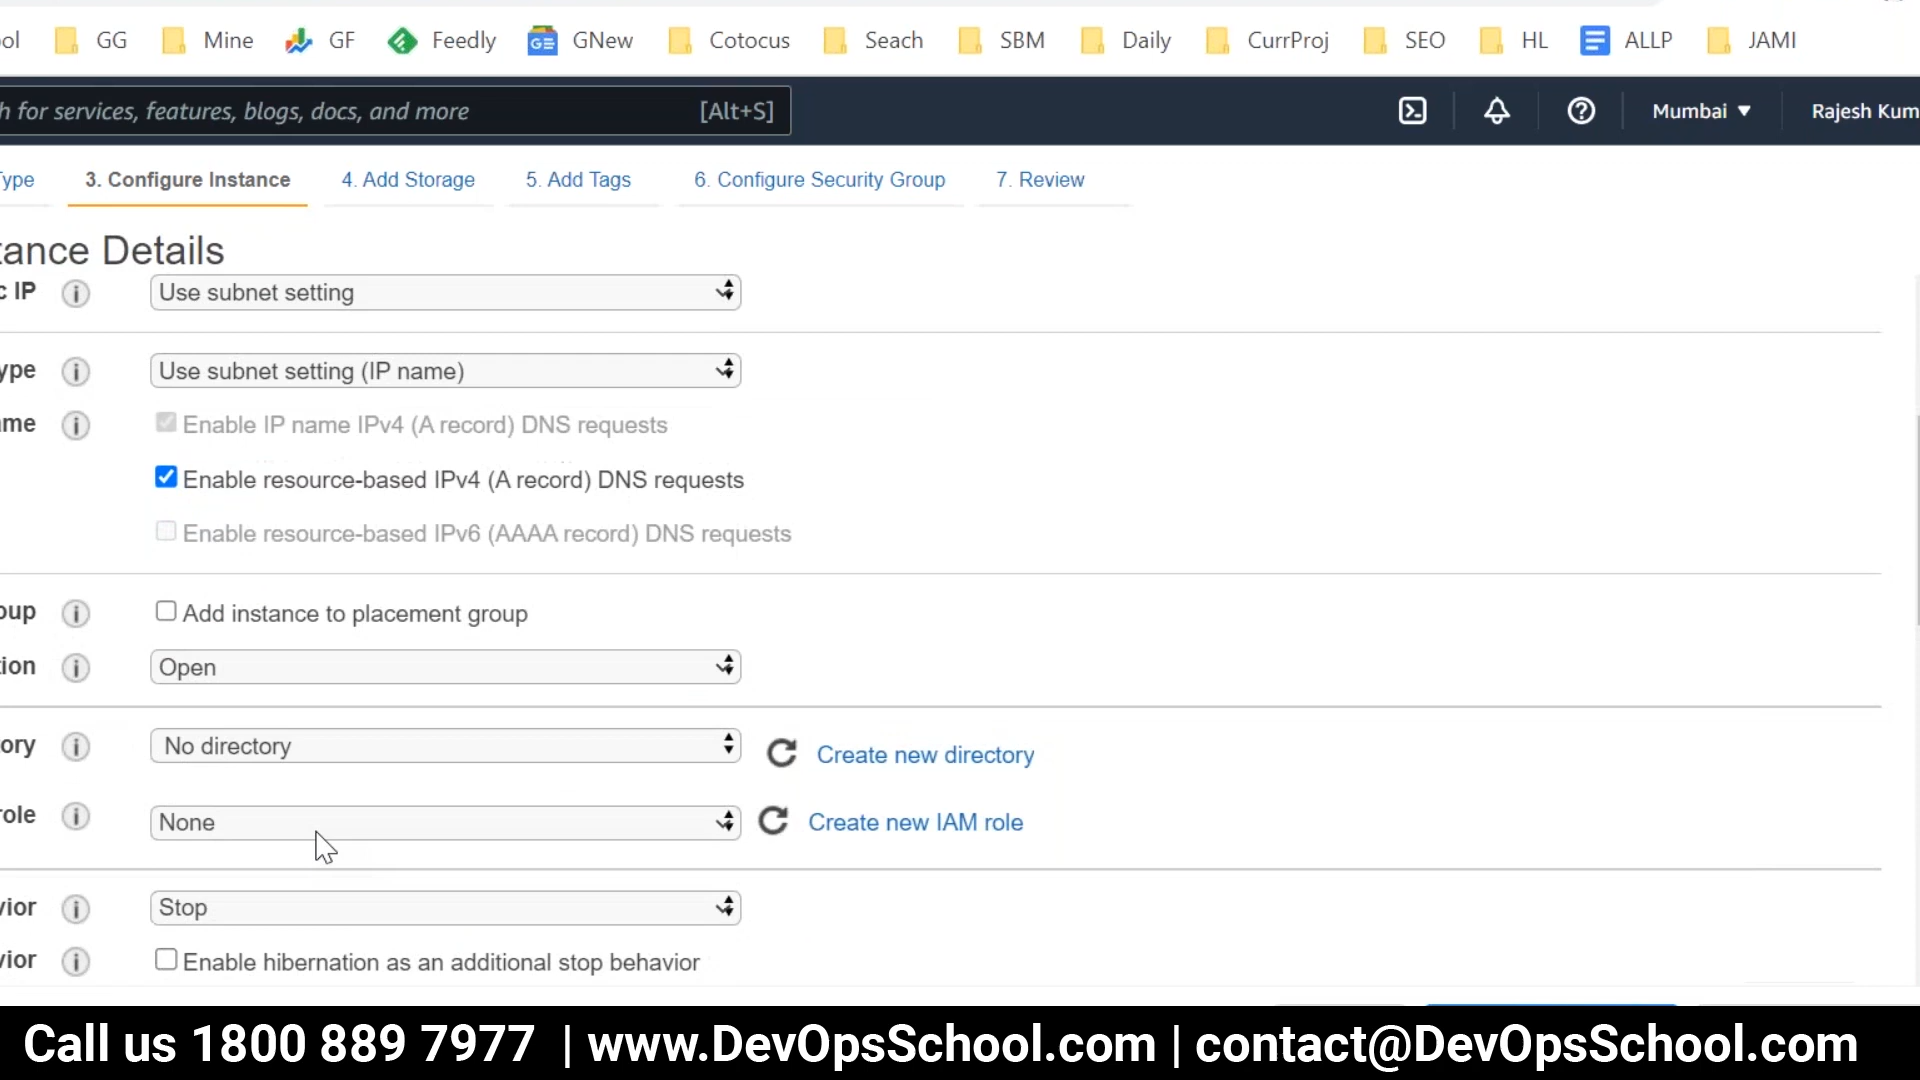 ol GG Mine GF Feedly GNew Cotocus Seach SBM Daily CurrProj SEO HL ALLP JAMI
h for services, features, blogs, docs, and more [Alt+S] Mumbai ▼ Rajesh Kum
Type 3. Configure Instance 4. Add Storage 5. Add Tags 6. Configure Security Group 7. Review
tance Details
c IP Use subnet setting
ype Use subnet setting (IP name)
ame Enable IP name IPv4 (A record) DNS requests
Enable resource-based IPv4 (A record) DNS requests
Enable resource-based IPv6 (AAAA record) DNS requests
oup Add instance to placement group
tion Open
ory No directory Create new directory
role None Create new IAM role
vior Stop
vior Enable hibernation as an additional stop behavior
Call us 1800 889 7977 | www.DevOpsSchool.com | contact@DevOpsSchool.com